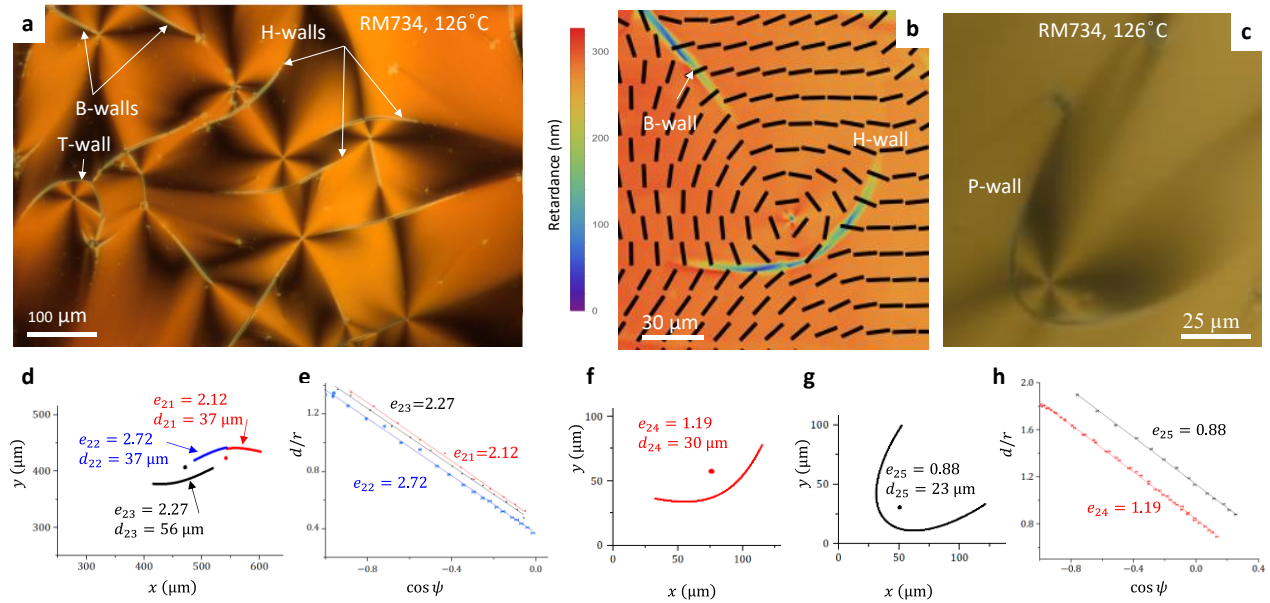 a
H-walls
RM734, 126˚C
B-walls
T-wall
100 µm
Retardance (nm)
300
200
100
0
b
B-wall
H-wall
30 µm
RM734, 126˚C
c
P-wall
25 µm
d
y (µm)
500
400
300
e₂₁ = 2.12
d₂₁ = 37 µm
e₂₂ = 2.72
d₂₂ = 37 µm
e₂₃ = 2.27
d₂₃ = 56 µm
300 400 500 600
x (µm)
e
d/r
1.2
0.8
0.4
e₂₃=2.27
e₂₁=2.12
e₂₂ = 2.72
−0.8 −0.4 0.0
cos ψ
f
y (µm)
100
50
0
e₂₄ = 1.19
d₂₄ = 30 µm
0 50 100
x (µm)
g
y (µm)
100
50
0
e₂₅ = 0.88
d₂₅ = 23 µm
0 50 100
x (µm)
h
d/r
2.0
1.6
1.2
0.8
0.4
e₂₅ = 0.88
e₂₄ = 1.19
−0.8 −0.4 0.0 0.4
cos ψ